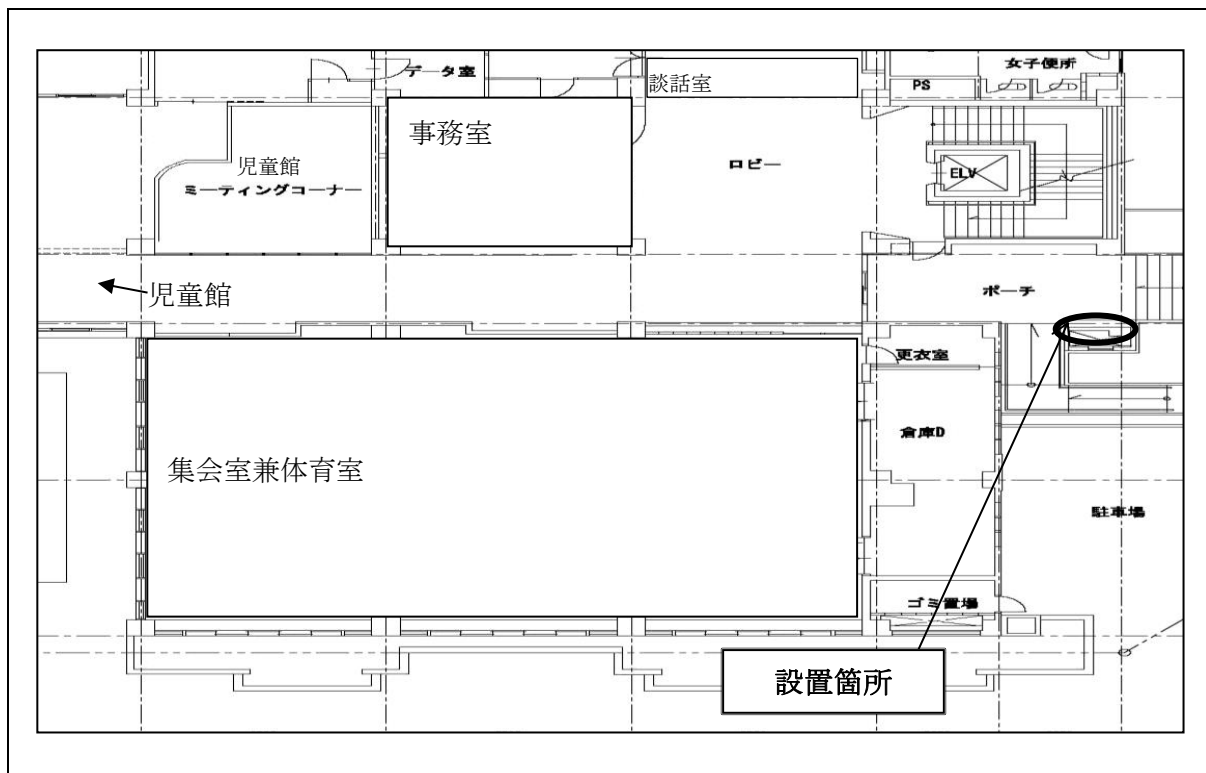 データ室
談話室
女子便所
PS
事務室
児童館
ミーティングコーナー
ロビー
ELV
児童館
ポーチ
更衣室
倉庫D
集会室兼体育室
駐車場
ゴミ置場
設置箇所